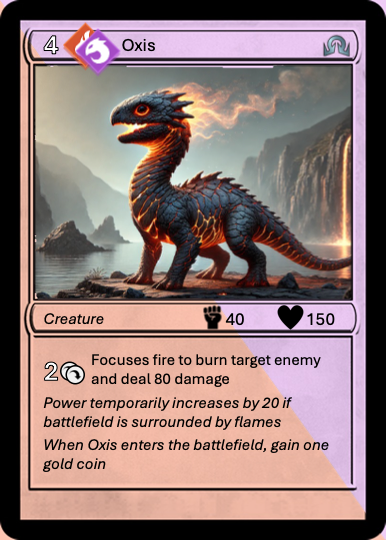 4 Oxis
Creature 40 150
2 Focuses fire to burn target enemy
and deal 80 damage
Power temporarily increases by 20 if
battlefield is surrounded by flames
When Oxis enters the battlefield, gain one
gold coin